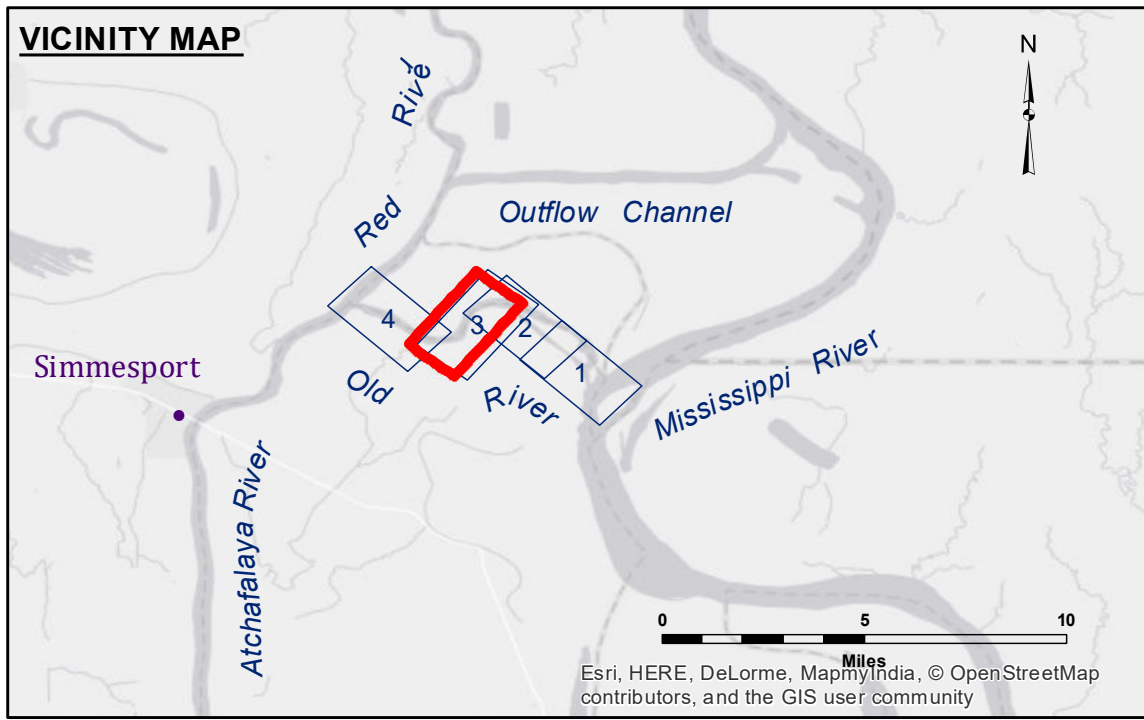 VICINITY MAP
N
Red River
Outflow Channel
4
3
2
1
Simmesport
Old River
Mississippi River
Atchafalaya River
0 5 10
Miles
Esri, HERE, DeLorme, MapmyIndia, © OpenStreetMap
contributors, and the GIS user community